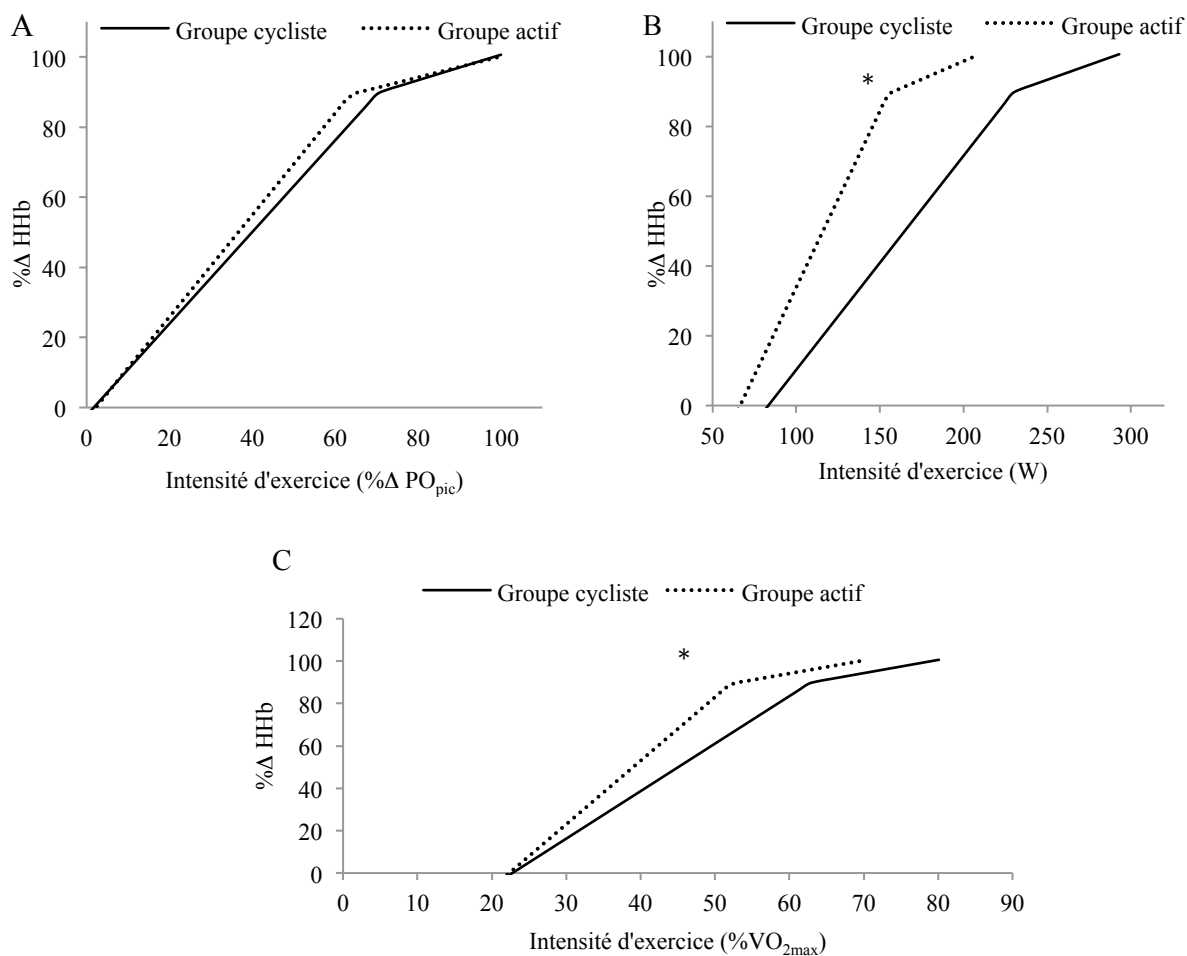 A
Groupe cycliste Groupe actif
%Δ HHb
100
80
60
40
20
0
0 20 40 60 80 100
Intensité d'exercice (%Δ POpic)
B
Groupe cycliste Groupe actif
*
%Δ HHb
100
80
60
40
20
0
50 100 150 200 250 300
Intensité d'exercice (W)
C
Groupe cycliste Groupe actif
*
%Δ HHb
120
100
80
60
40
20
0
0 10 20 30 40 50 60 70 80 90
Intensité d'exercice (%VO2max)